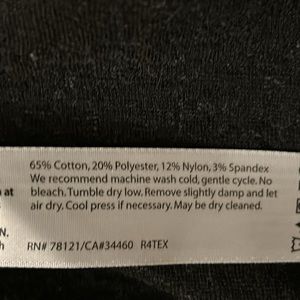 65% Cotton, 20% Polyester, 12% Nylon, 3% Spandex
We recommend machine wash cold, gentle cycle. No
bleach. Tumble dry low. Remove slightly damp and let
air dry. Cool press if necessary. May be dry cleaned.
RN# 78121/CA#34460 R4TEX
at
N.
h